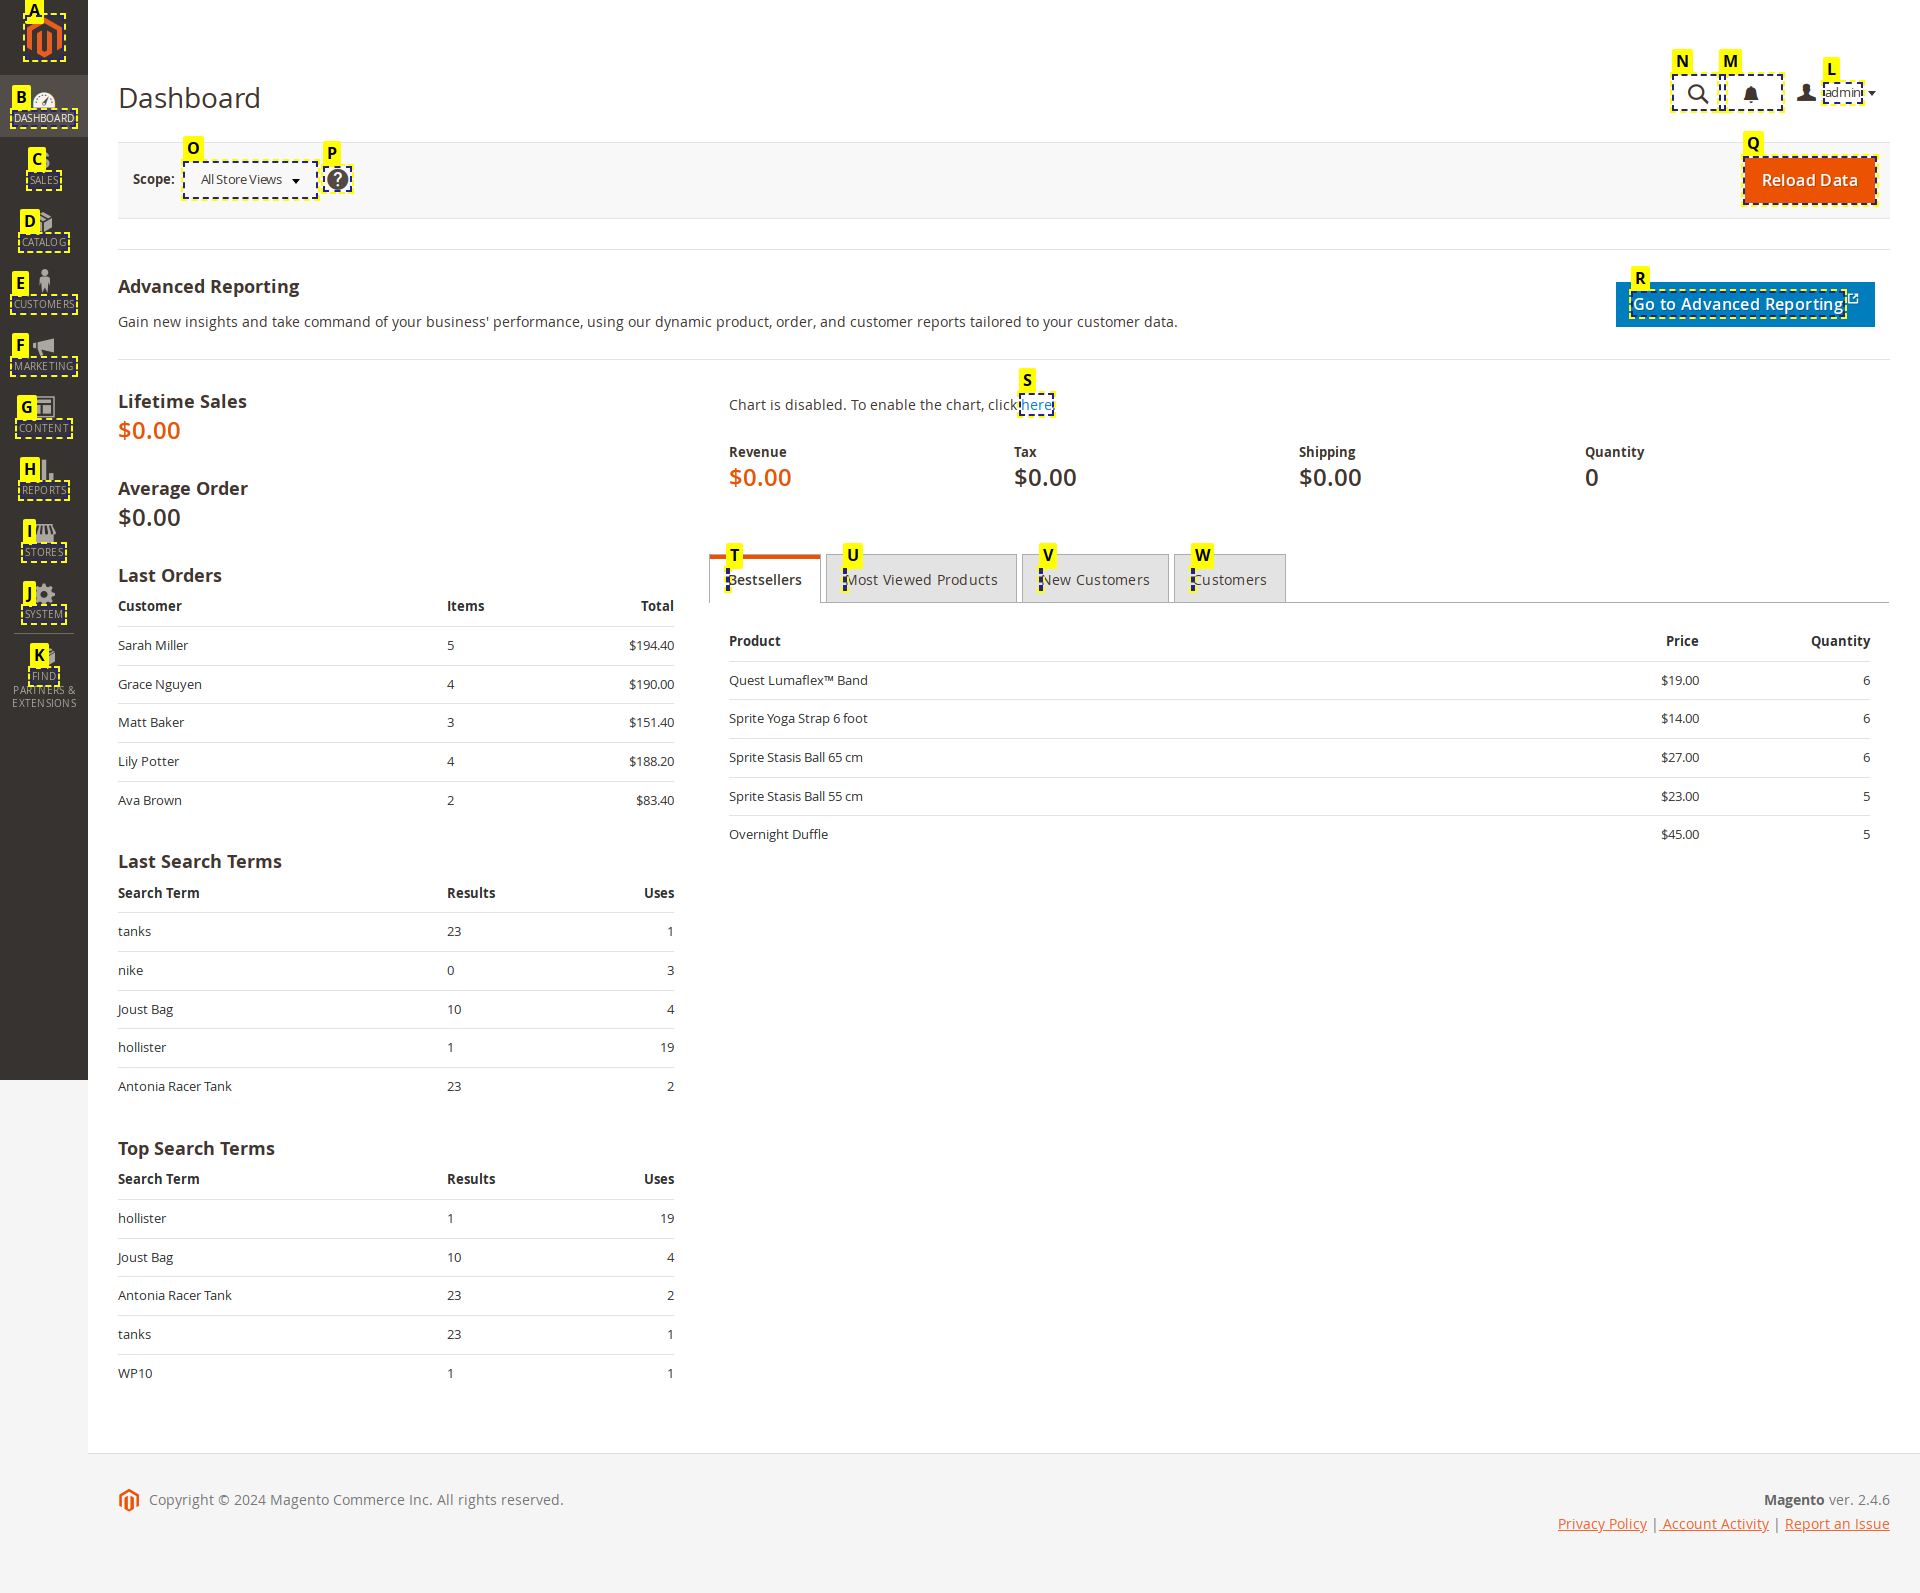 A
B
DASHBOARD
C
SALES
D
CATALOG
E
CUSTOMERS
F
MARKETING
G
CONTENT
H
REPORTS
I
STORES
J
SYSTEM
K
FIND
PARTNERS &
EXTENSIONS
Dashboard
N M L
admin
Scope: O All Store Views P ?
Q
Reload Data
Advanced Reporting
Gain new insights and take command of your business' performance, using our dynamic product, order, and customer reports tailored to your customer data.
R
Go to Advanced Reporting
Lifetime Sales
$0.00
Average Order
$0.00
Last Orders
Customer Items Total
Sarah Miller 5 $194.40
Grace Nguyen 4 $190.00
Matt Baker 3 $151.40
Lily Potter 4 $188.20
Ava Brown 2 $83.40
Last Search Terms
Search Term Results Uses
tanks 23 1
nike 0 3
Joust Bag 10 4
hollister 1 19
Antonia Racer Tank 23 2
Top Search Terms
Search Term Results Uses
hollister 1 19
Joust Bag 10 4
Antonia Racer Tank 23 2
tanks 23 1
WP10 1 1
S
Chart is disabled. To enable the chart, click here.
Revenue Tax Shipping Quantity
$0.00 $0.00 $0.00 0
T U V W
Bestsellers Most Viewed Products New Customers Customers
Product Price Quantity
Quest Lumaflex™ Band $19.00 6
Sprite Yoga Strap 6 foot $14.00 6
Sprite Stasis Ball 65 cm $27.00 6
Sprite Stasis Ball 55 cm $23.00 5
Overnight Duffle $45.00 5
Copyright © 2024 Magento Commerce Inc. All rights reserved.
Magento ver. 2.4.6
Privacy Policy | Account Activity | Report an Issue